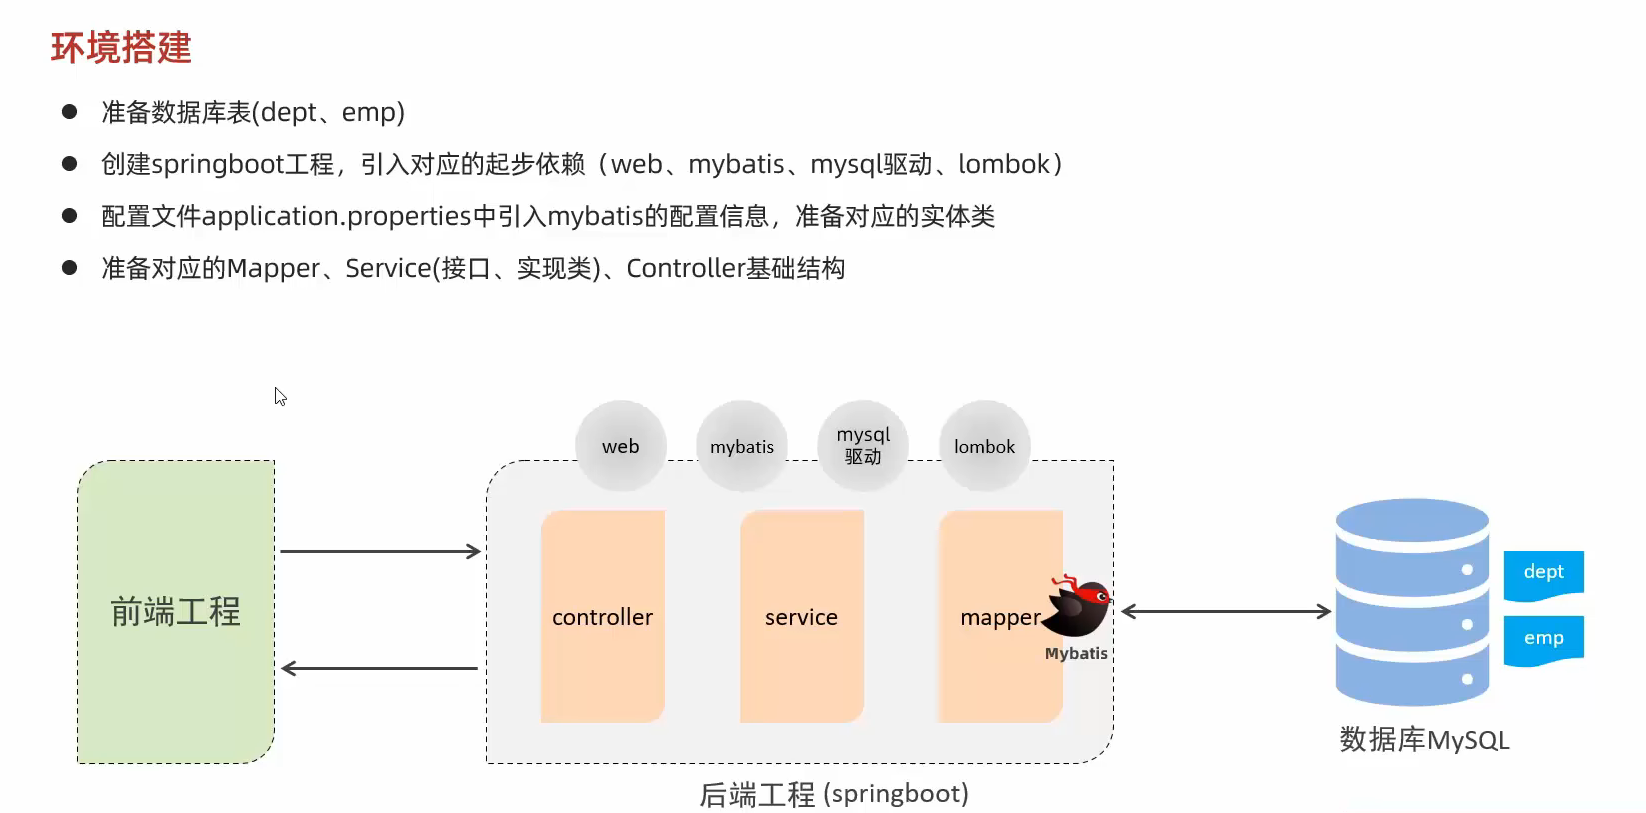 环境搭建
准备数据库表(dept、emp)
创建springboot工程，引入对应的起步依赖（web、mybatis、mysql驱动、lombok）
配置文件application.properties中引入mybatis的配置信息，准备对应的实体类
准备对应的Mapper、Service(接口、实现类)、Controller基础结构
web
mybatis
mysql
驱动
lombok
前端工程
controller
service
mapper
Mybatis
dept
emp
数据库MySQL
后端工程 (springboot)